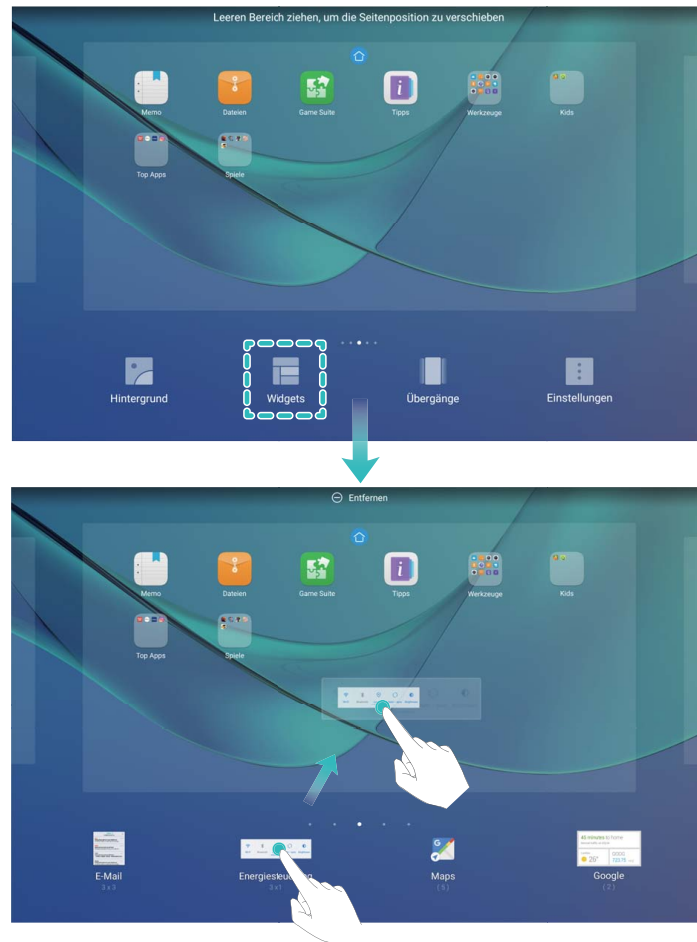 Leeren Bereich ziehen, um die Seitenposition zu verschieben
Memo
Dateien
Game Suite
Tipps
Werkzeuge
Kids
Top Apps
Spiele
Hintergrund
Widgets
Übergänge
Einstellungen
Entfernen
Memo
Dateien
Game Suite
Tipps
Werkzeuge
Kids
Top Apps
Spiele
E-Mail
3 x 3
3 x1
Maps
( 5 )
Google
( 2 )